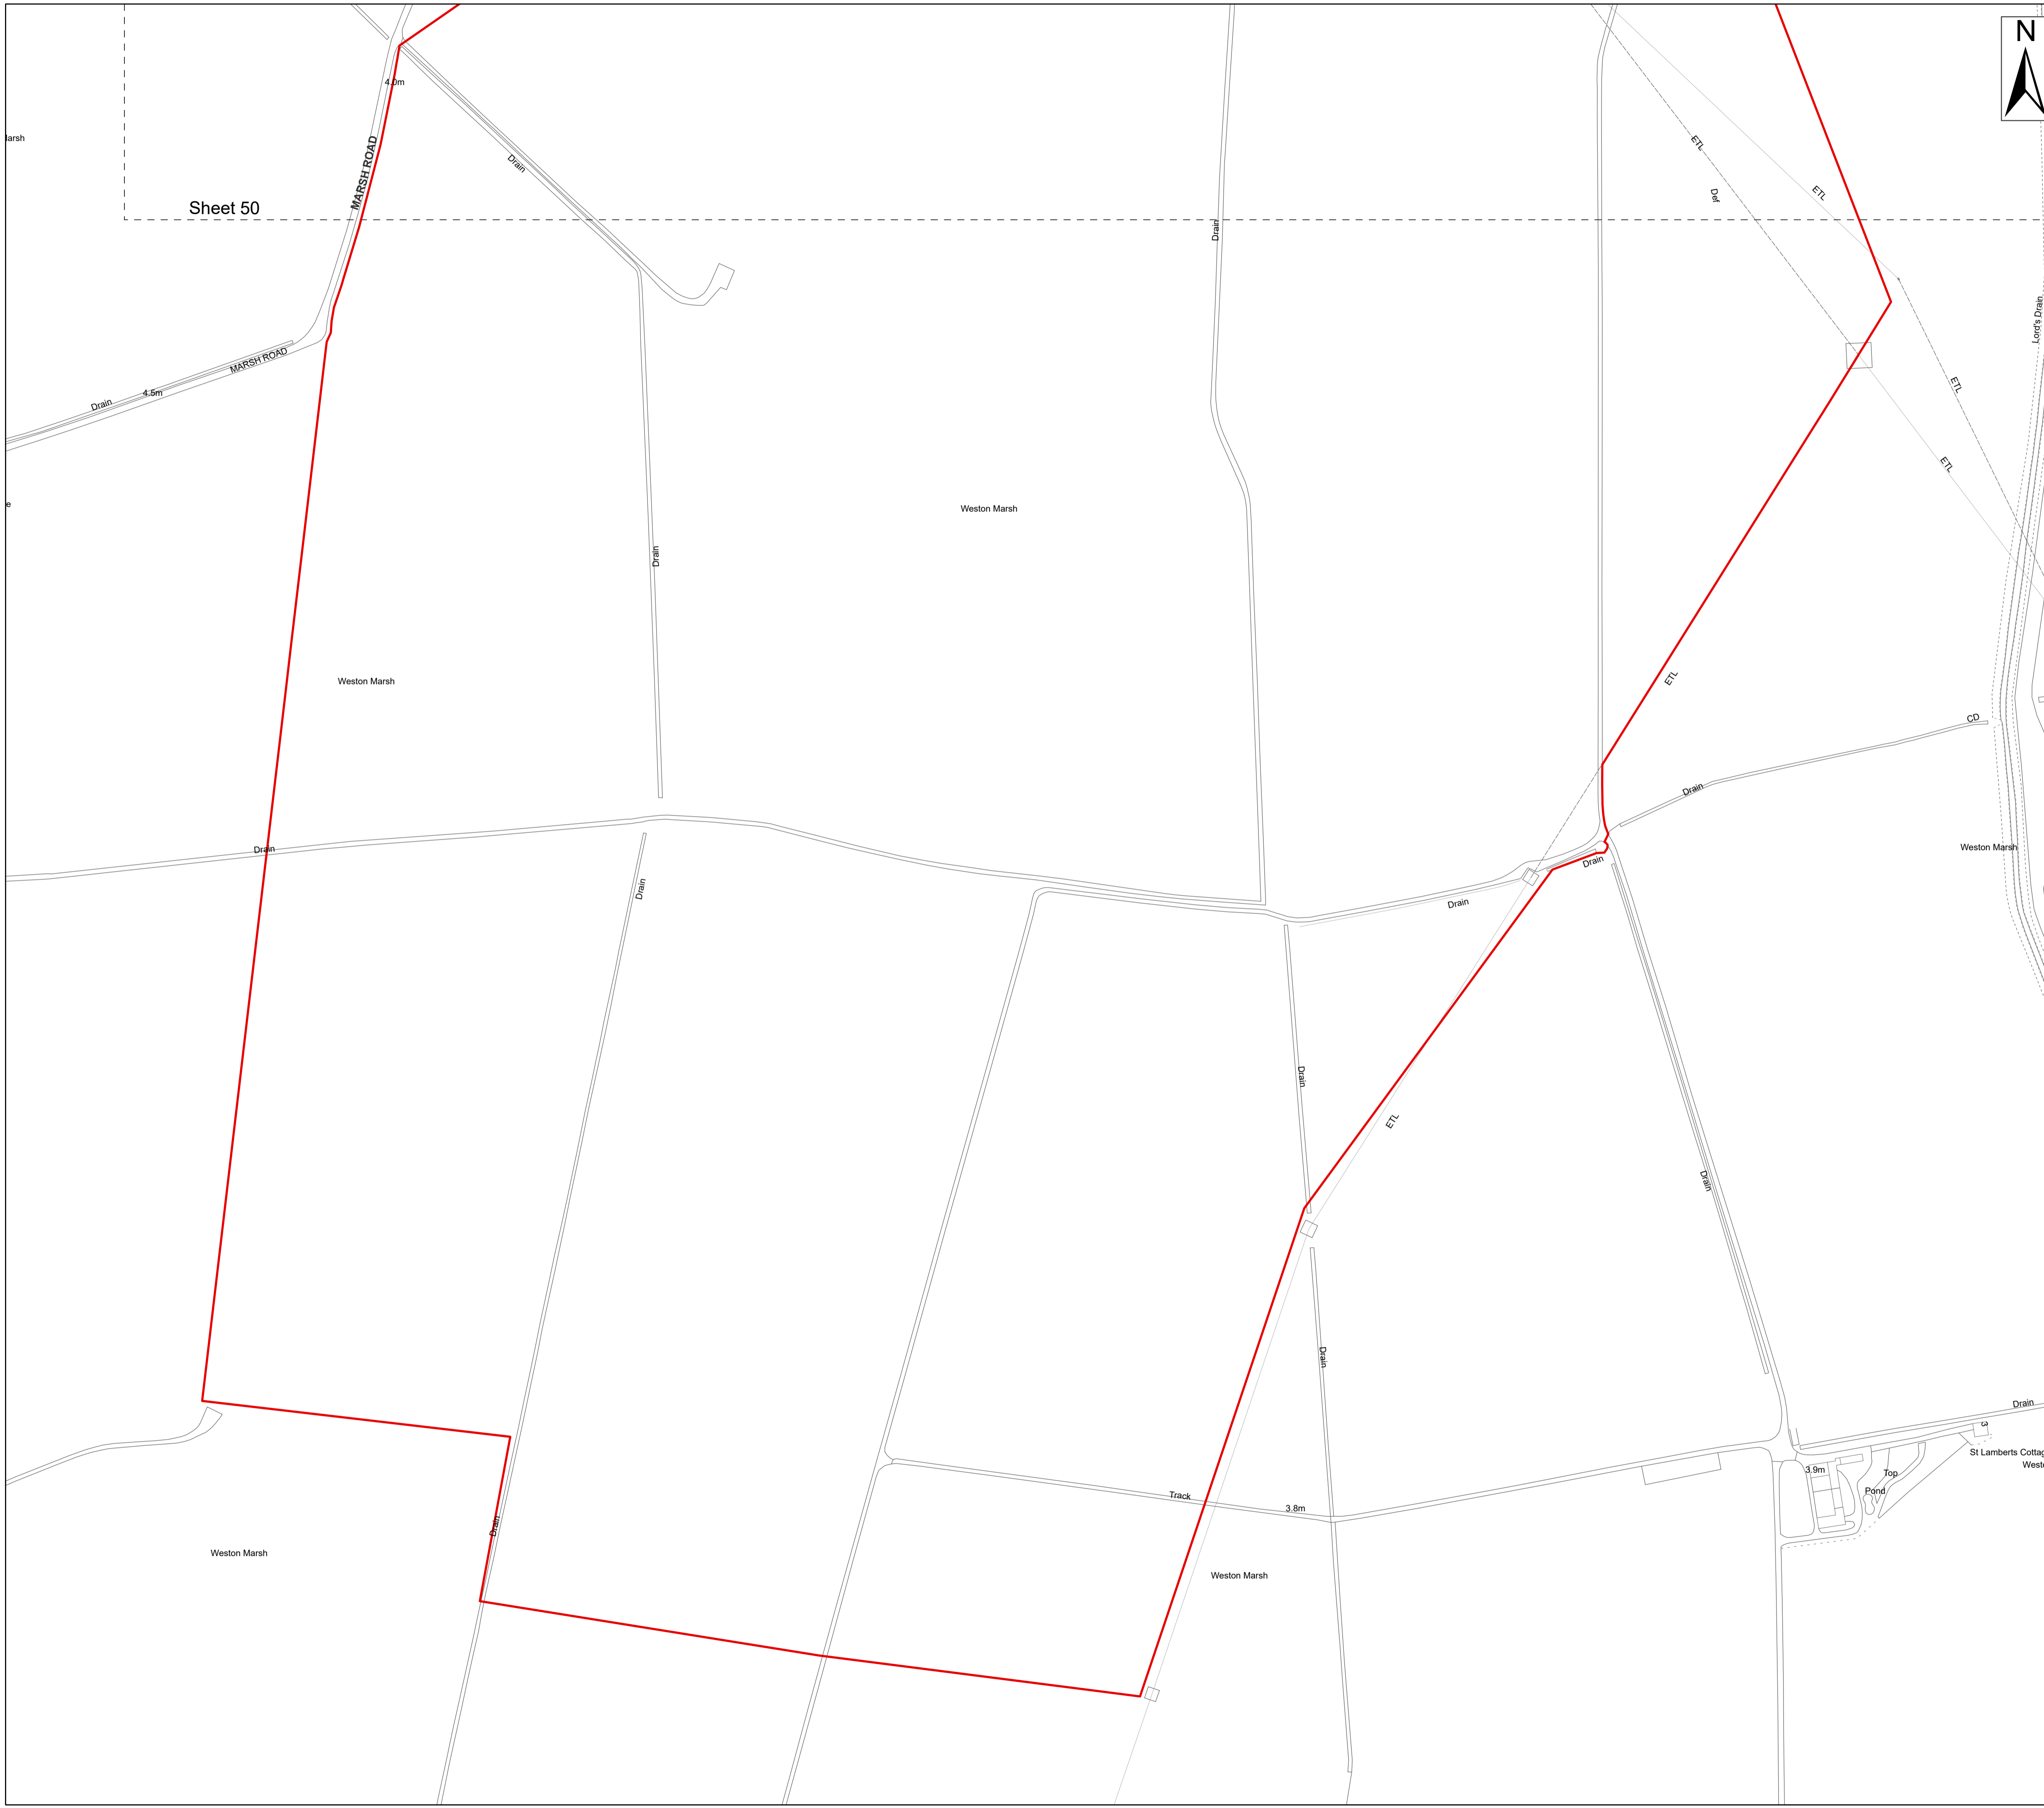 N
4.0m
MARSH ROAD
Drain
ETL
ETL
Def
Sheet 50
Drain
Lord's Drain
MARSH ROAD
4.5m
Drain
ETL
ETL
Weston Marsh
Drain
Weston Marsh
ETL
CD
Drain
Drain
Weston Marsh
Drain
Drain
Drain
Drain
ETL
Drain
Drain
Drain
3
St Lamberts Cottag
West
3.9m
Top
Pond
Track
3.8m
Drain
Weston Marsh
Weston Marsh